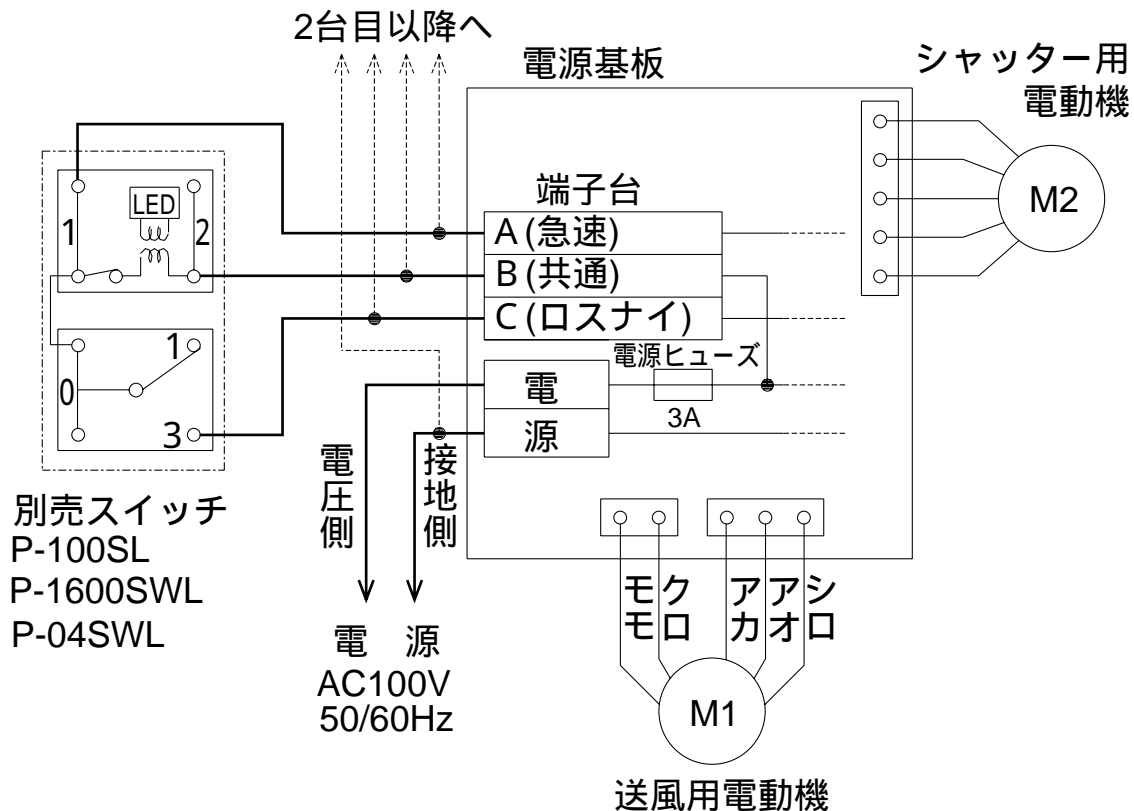 2台目以降へ
電源基板
シャッター用
電動機
M2
端子台
LED
1
2
A(急速)
B(共通)
C(ロスナイ)
電源ヒューズ
3A
電
源
0
1
3
電圧側
接地側
別売スイッチ
P-100SL
P-1600SWL
P-04SWL
電 源
AC100V
50/60Hz
モモ
クロ
アカ
アオ
シロ
M1
送風用電動機